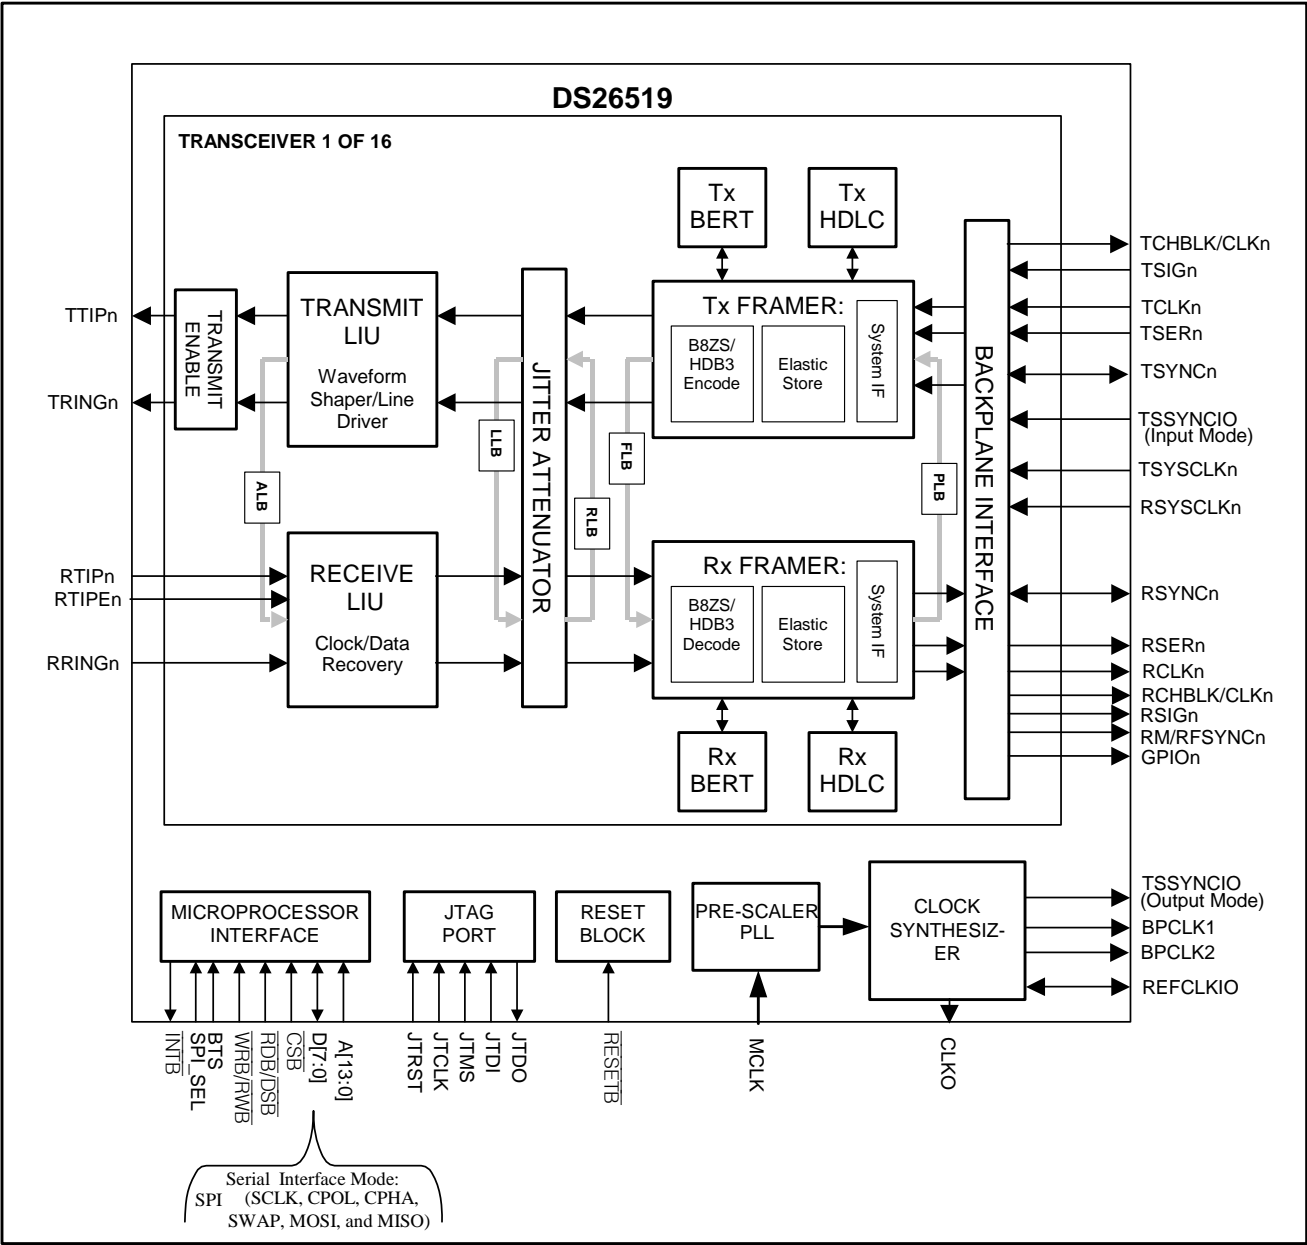 DS26519
TRANSCEIVER 1 OF 16
Tx
BERT
Tx
HDLC
TRANSMIT
ENABLE
TRANSMIT
LIU
Waveform
Shaper/Line
Driver
JITTER ATTENUATOR
Tx FRAMER:
B8ZS/
HDB3
Encode
Elastic
Store
System IF
BACKPLANE INTERFACE
ALB
LLB
RLB
FLB
PLB
RECEIVE
LIU
Clock/Data
Recovery
Rx FRAMER:
B8ZS/
HDB3
Decode
Elastic
Store
System IF
Rx
BERT
Rx
HDLC
TTIPn
TRINGn
RTIPn
RTIPEn
RRINGn
TCHBLK/CLKn
TSIGn
TCLKn
TSERn
TSYNCn
TSSYNCIO
(Input Mode)
TSYSCLKn
RSYSCLKn
RSYNCn
RSERn
RCLKn
RCHBLK/CLKn
RSIGn
RM/RFSYNCn
GPIOn
MICROPROCESSOR
INTERFACE
JTAG
PORT
RESET
BLOCK
PRE-SCALER
PLL
CLOCK
SYNTHESIZ-
ER
TSSYNCIO
(Output Mode)
BPCLK1
BPCLK2
REFCLKIO
INTB
SPI_SEL
BTS
WRB/RWB
RDB/DSB
CSB
D[7:0]
A[13:0]
JTRST
JTCLK
JTMS
JTDI
JTDO
RESETB
MCLK
CLKO
Serial Interface Mode:
SPI (SCLK, CPOL, CPHA,
SWAP, MOSI, and MISO)